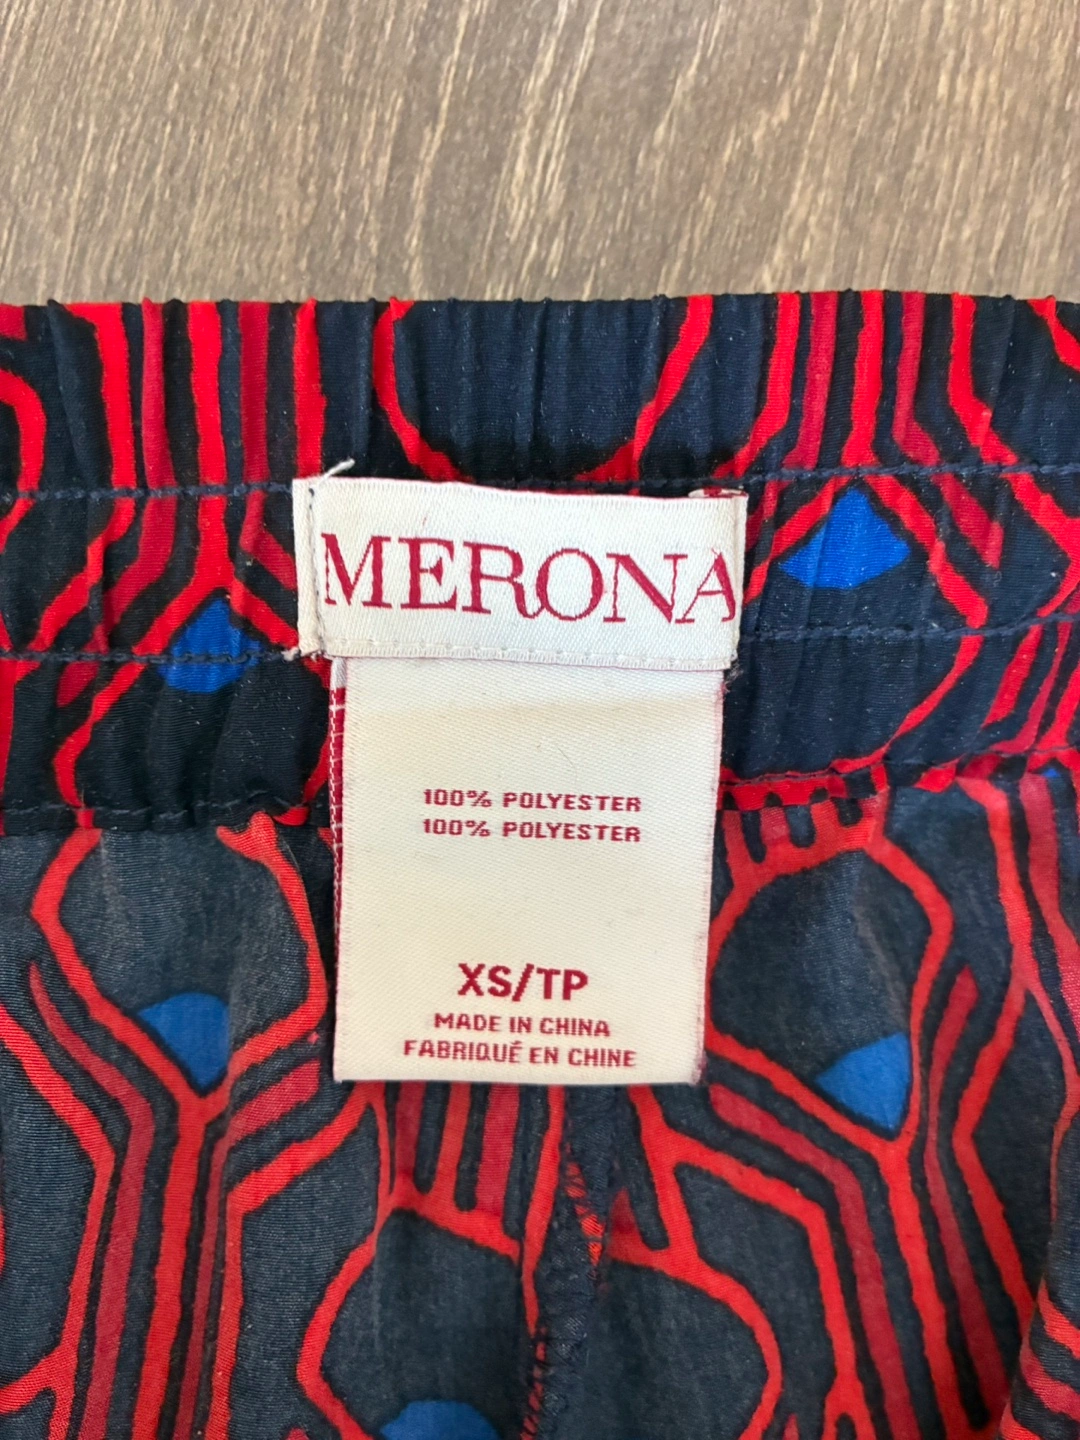 MERONA
100% POLYESTER
100% POLYESTER
XS/TP
MADE IN CHINA
FABRIQUÉ EN CHINE